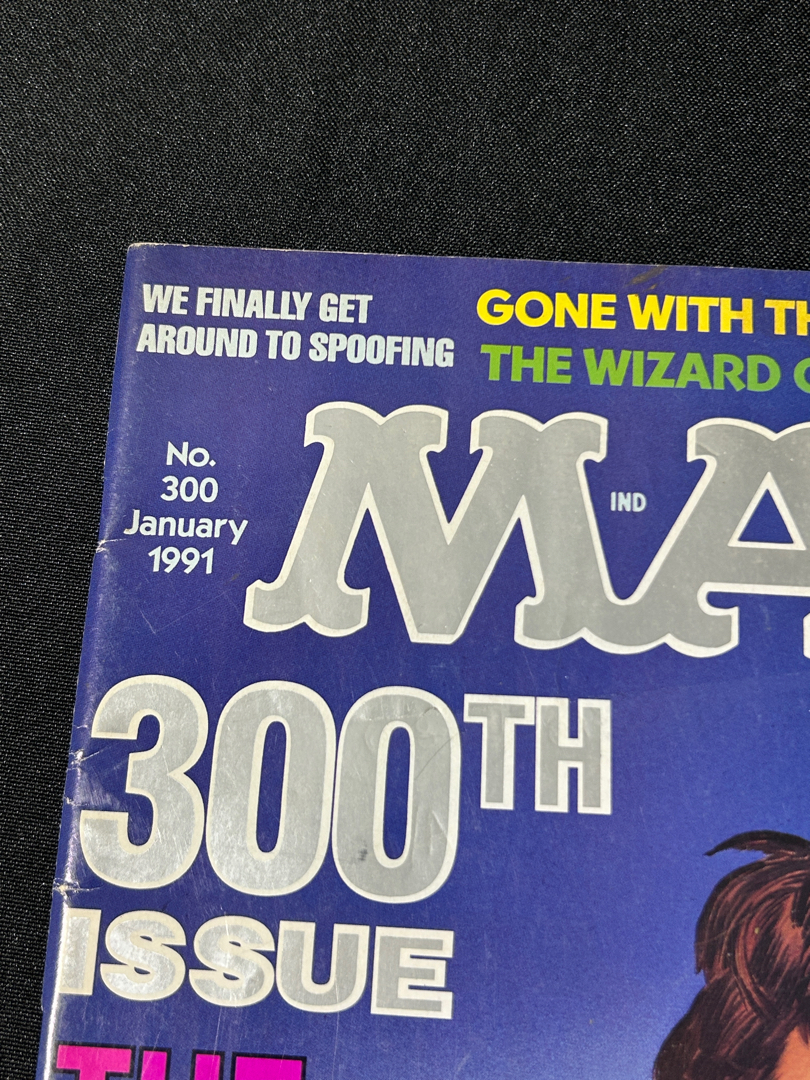 WE FINALLY GET
AROUND TO SPOOFING
GONE WITH TH
THE WIZARD
MA
IND
No.
300
January
1991
300TH
ISSUE
THE